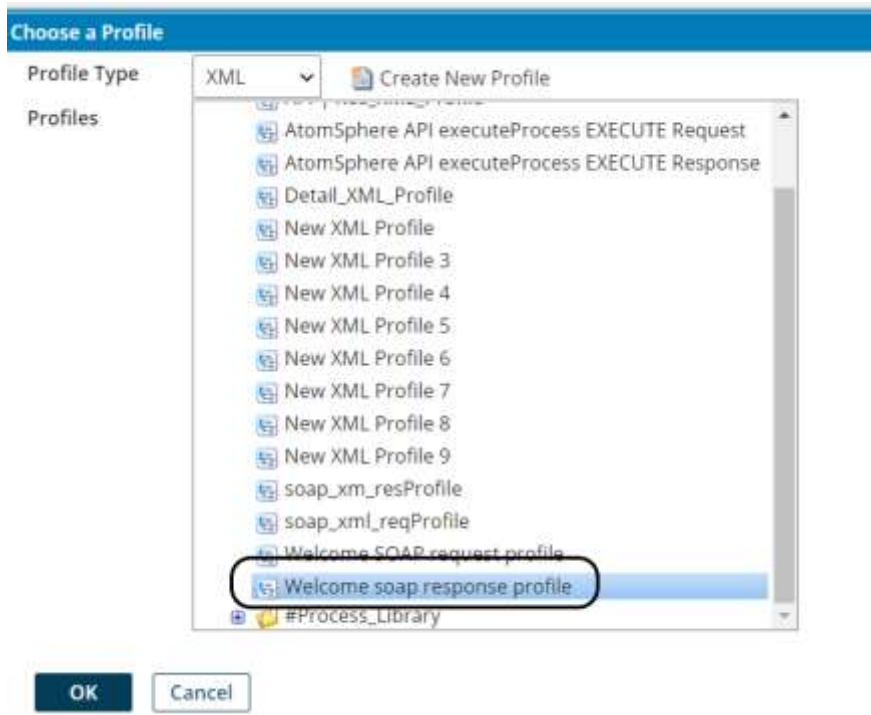 Choose a Profile
Profile Type
XML
Create New Profile
Profiles
AtomSphere API executeProcess EXECUTE Request
AtomSphere API executeProcess EXECUTE Response
Detail_XML_Profile
New XML Profile
New XML Profile 3
New XML Profile 4
New XML Profile 5
New XML Profile 6
New XML Profile 7
New XML Profile 8
New XML Profile 9
soap_xm_resProfile
soap_xml_reqProfile
Welcome SOAP request profile
Welcome soap response profile
#Process_Library
OK
Cancel